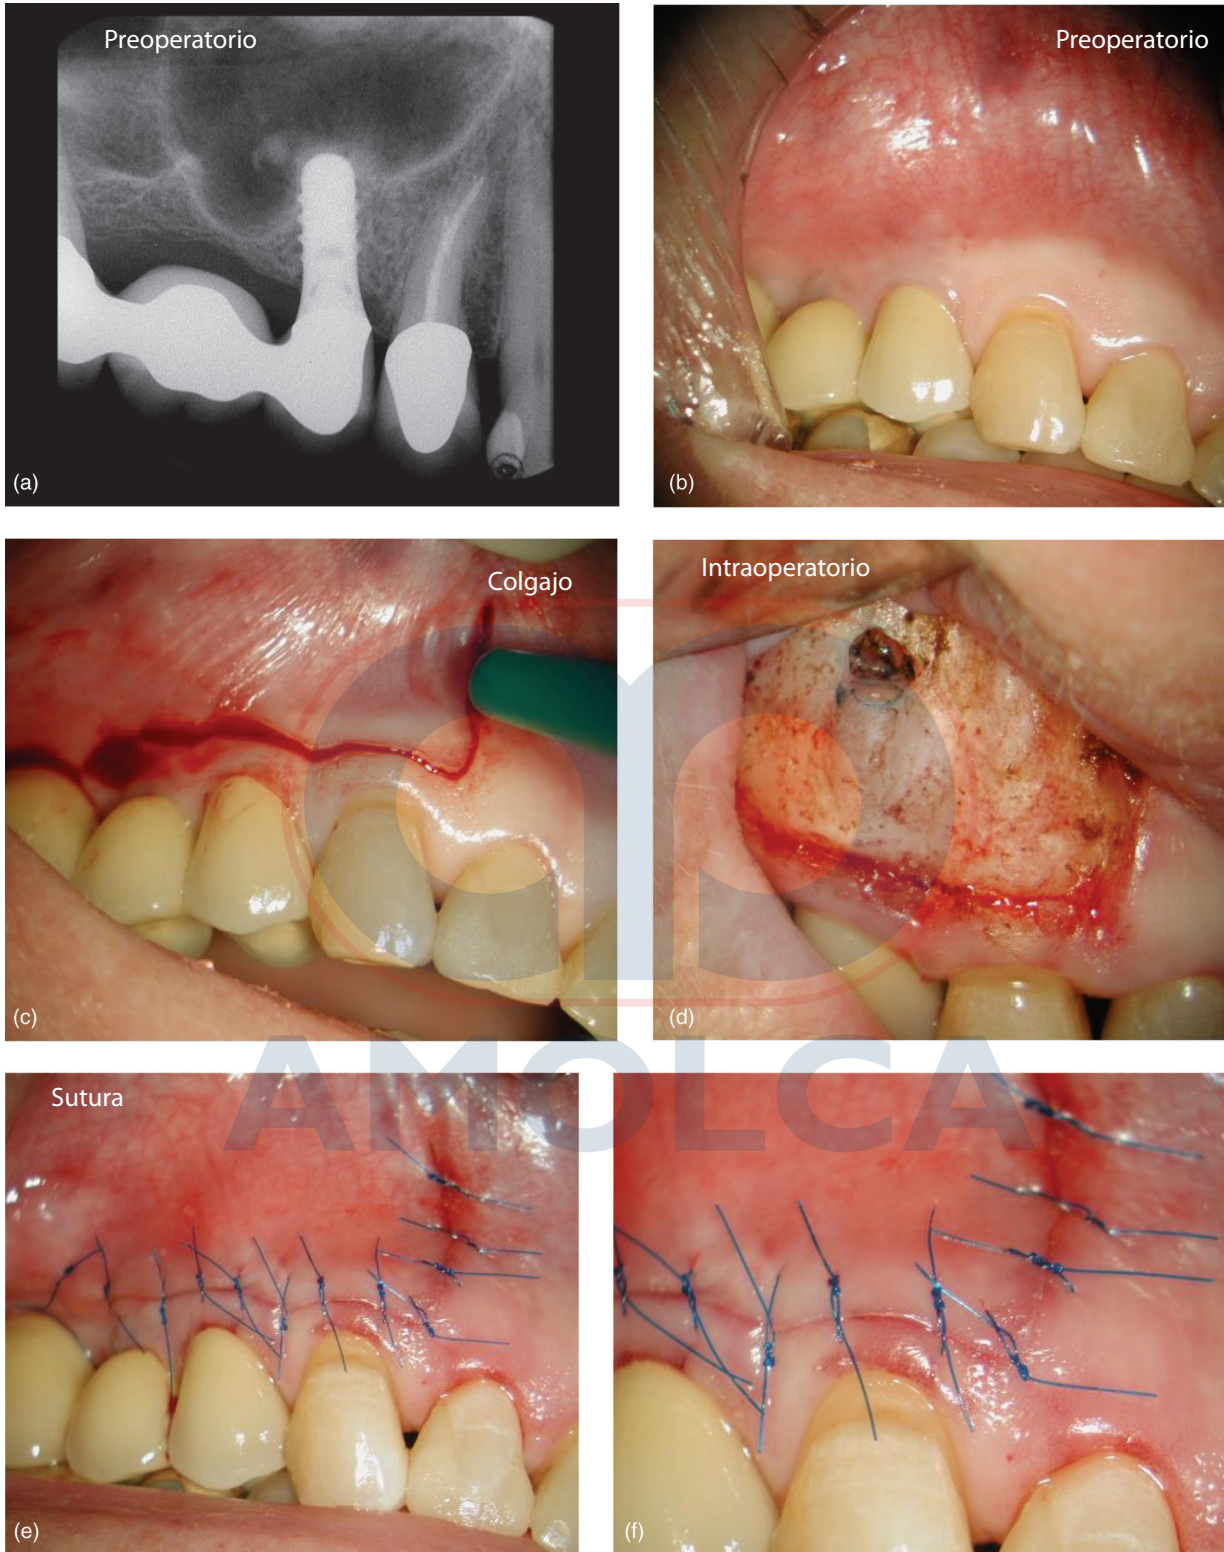 Preoperatorio
(a)
Preoperatorio
(b)
Colgajo
(c)
Intraoperatorio
(d)
Sutura
(e)
(f)
AMOLCA